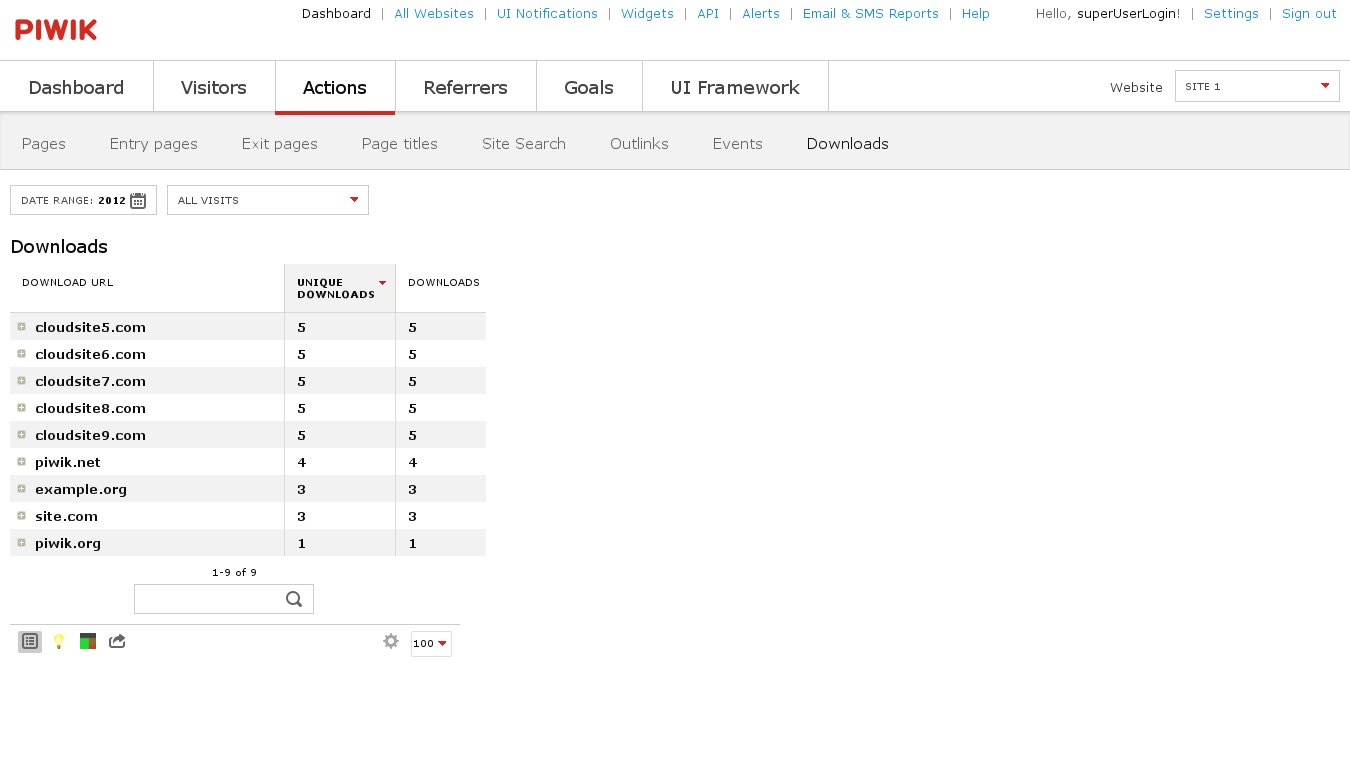 PIWIK
Dashboard | All Websites | UI Notifications | Widgets | API | Alerts | Email & SMS Reports | Help
Hello, superUserLogin! | Settings | Sign out
Dashboard Visitors Actions Referrers Goals UI Framework
Website SITE 1
Pages Entry pages Exit pages Page titles Site Search Outlinks Events Downloads
DATE RANGE: 2012 ALL VISITS
Downloads
DOWNLOAD URL UNIQUE DOWNLOADS DOWNLOADS
cloudsite5.com 5 5
cloudsite6.com 5 5
cloudsite7.com 5 5
cloudsite8.com 5 5
cloudsite9.com 5 5
piwik.net 4 4
example.org 3 3
site.com 3 3
piwik.org 1 1
1-9 of 9
100